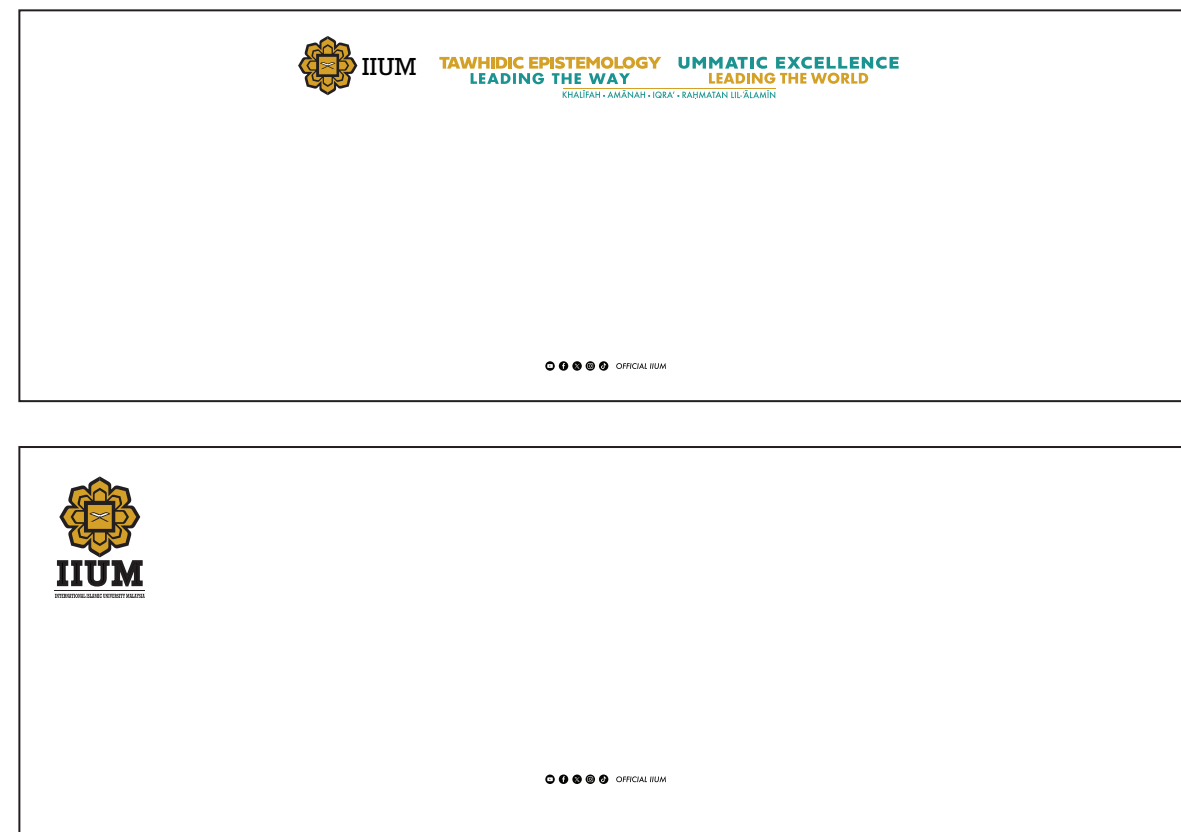 IIUM
TAWHIDIC EPISTEMOLOGY UMMATIC EXCELLENCE
LEADING THE WAY LEADING THE WORLD
KHALĪFAH • AMĀNAH • IQRA' • RAḤMATAN LIL-ʿĀLAMĪN
OFFICIAL IIUM
IIUM
INTERNATIONAL ISLAMIC UNIVERSITY MALAYSIA
OFFICIAL IIUM